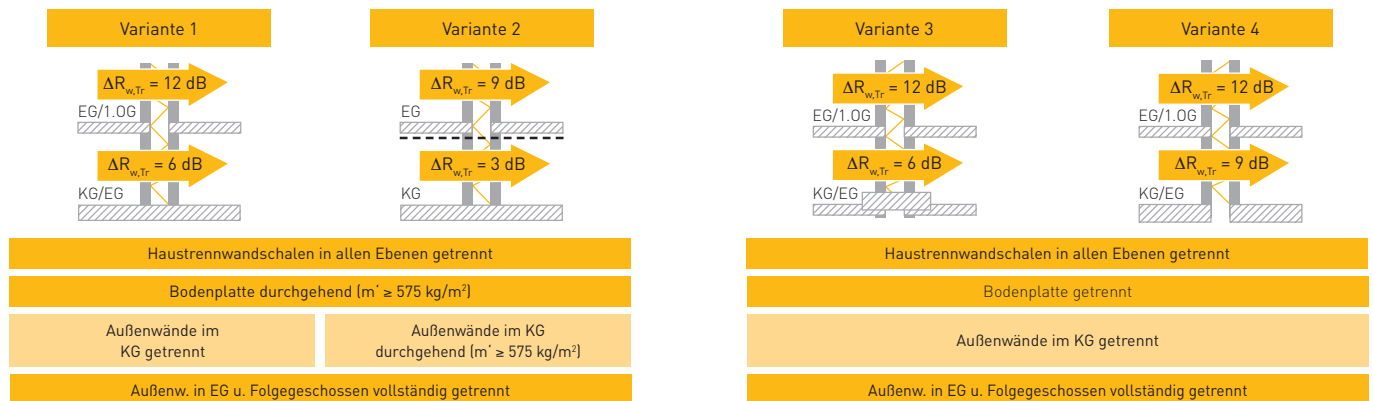 Variante 1
ΔRw,Tr = 12 dB
EG/1.OG
ΔRw,Tr = 6 dB
KG/EG
Variante 2
ΔRw,Tr = 9 dB
EG
ΔRw,Tr = 3 dB
KG
Haustrennwandschalen in allen Ebenen getrennt
Bodenplatte durchgehend (m´ ≥ 575 kg/m²)
Außenwände im
KG getrennt
Außenwände im KG
durchgehend (m´ ≥ 575 kg/m²)
Außenw. in EG u. Folgegeschossen vollständig getrennt
Variante 3
ΔRw,Tr = 12 dB
EG/1.OG
ΔRw,Tr = 6 dB
KG/EG
Variante 4
ΔRw,Tr = 12 dB
EG/1.OG
ΔRw,Tr = 9 dB
KG/EG
Haustrennwandschalen in allen Ebenen getrennt
Bodenplatte getrennt
Außenwände im KG getrennt
Außenw. in EG u. Folgegeschossen vollständig getrennt